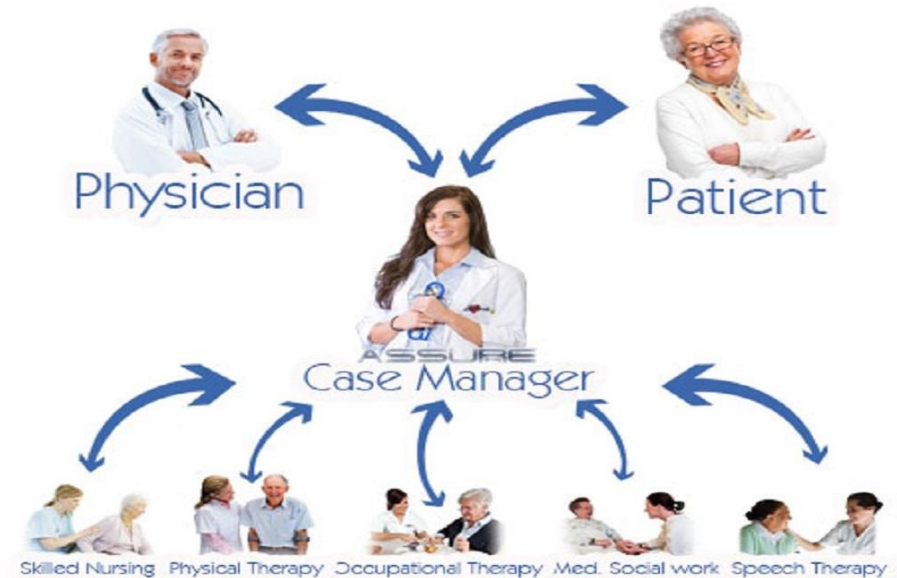 Physician
Patient
ASSURE
Case Manager
Skilled Nursing Physical Therapy Occupational Therapy Med. Social work Speech Therapy